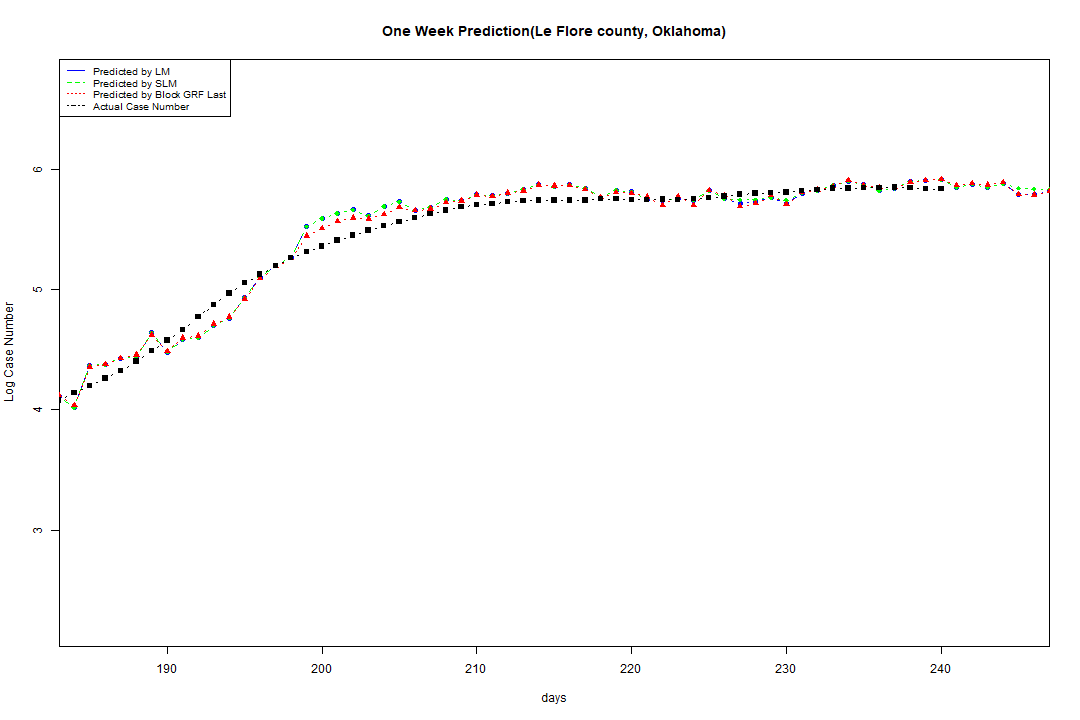 One Week Prediction(Le Flore county, Oklahoma)
Predicted by LM
Predicted by SLM
Predicted by Block GRF Last
Actual Case Number
6
5
4
3
Log Case Number
190 200 210 220 230 240
days